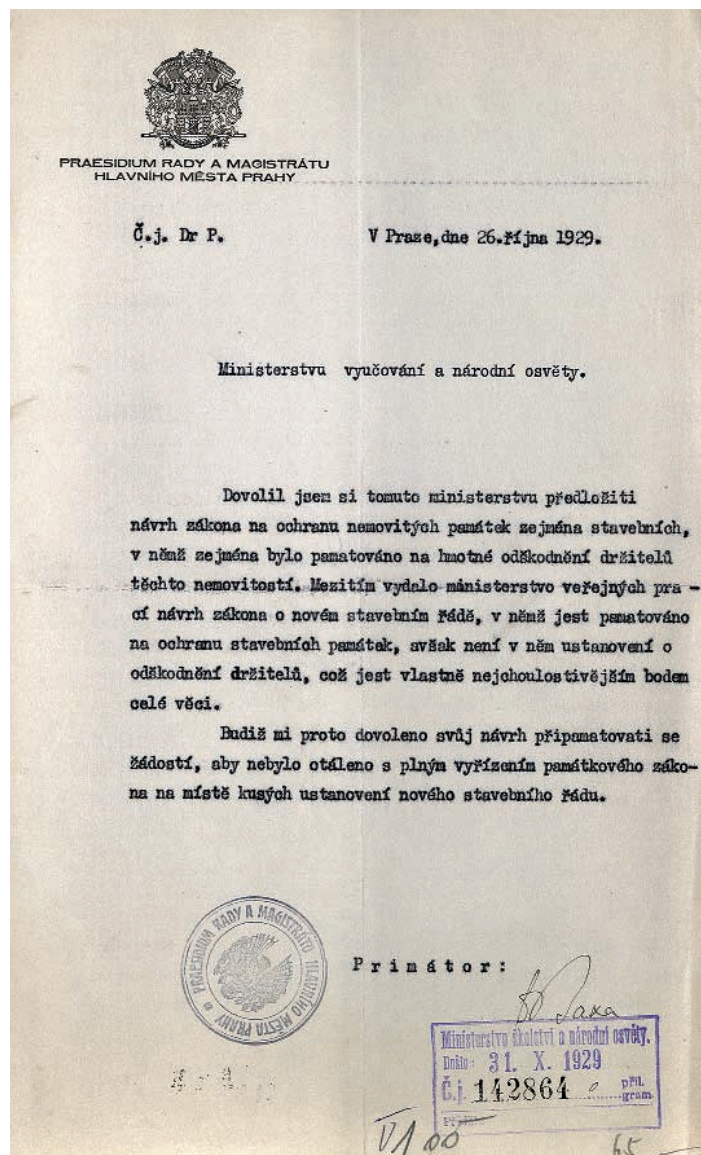 PRAESIDIUM RADY A MAGISTRÁTU
HLAVNÍHO MĚSTA PRAHY
Č.j. Dr P. V Praze,dne 26.října 1929.
Ministerstvu vyučování a národní osvěty.
Dovolil jsem si tomuto ministerstvu předložiti
návrh zákona na ochranu nemovitých památek zejména stavebních,
v němž zejména bylo pamatováno na hmotné odškodnění držitelů
těchto nemovitostí. Mezitím vydalo ministerstvo veřejných pra -
cí návrh zákona o novém stavebním řádě, v němž jest pamatováno
na ochranu stavebních památek, avšak není v něm ustanovení o
odškodnění držitelů, což jest vlastně nejchoulostivějším bodem
celé věci.
Budiž mi proto dovoleno svůj návrh připamatovati se
žádostí, aby nebylo otáleno s plným vyřízením památkového záko-
na na místě kusých ustanovení nového stavebního řádu.
PRAESIDIUM RADY A MAGISTRÁTU HLAVNÍHO MĚSTA PRAHY
Primátor:
Baxa
Ministerstvo školství a národní osvěty.
Došlo: 31. X. 1929
Č.j. 142864 příl.
gram.
V100
65